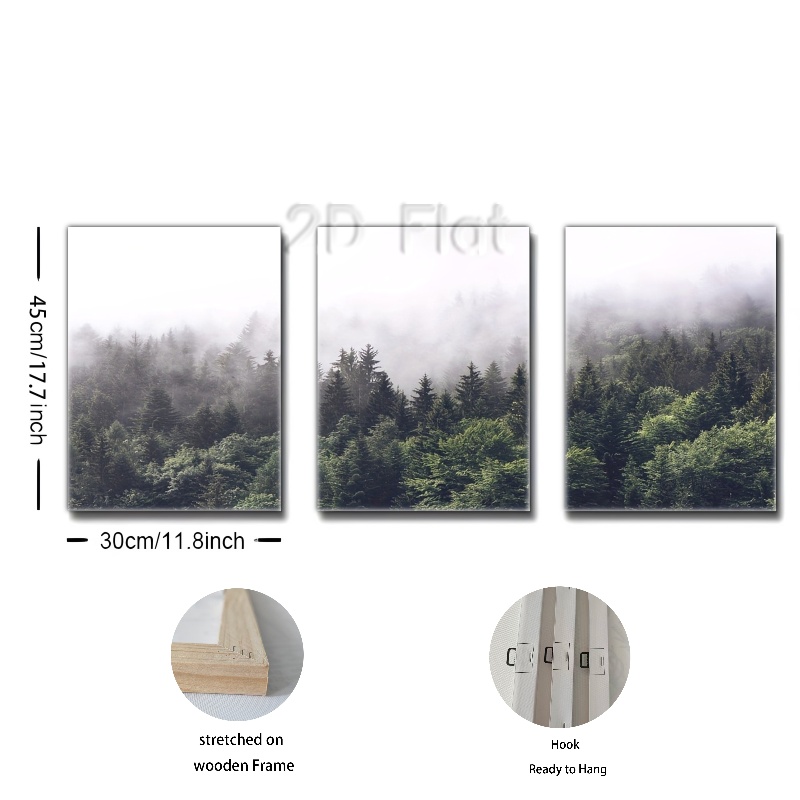 2D Flat
45cm/17.7inch
30cm/11.8inch
stretched on
wooden Frame
Hook
Ready to Hang